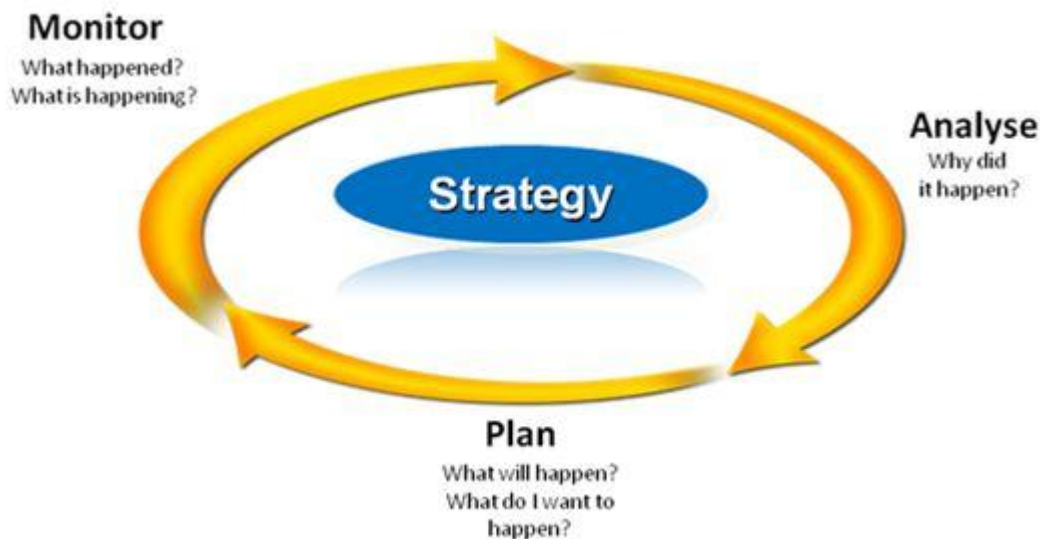 Monitor
What happened?
What is happening?
Analyse
Why did
it happen?
Strategy
Plan
What will happen?
What do I want to
happen?